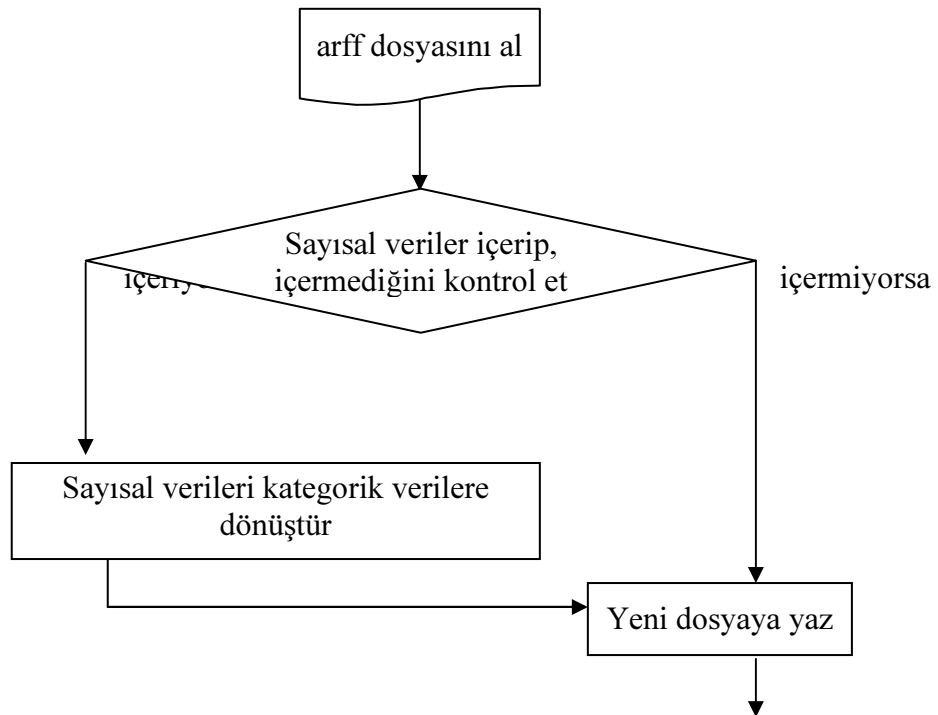 arff dosyasını al
Sayısal veriler içerip,
içermediğini kontrol et
içermiyorsa
Sayısal verileri kategorik verilere
dönüştür
Yeni dosyaya yaz